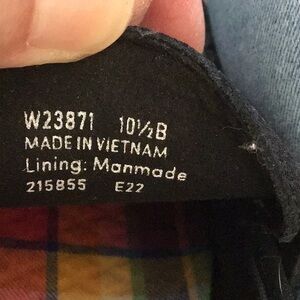 W23871 10½B
MADE IN VIETNAM
Lining: Manmade
215855 E22